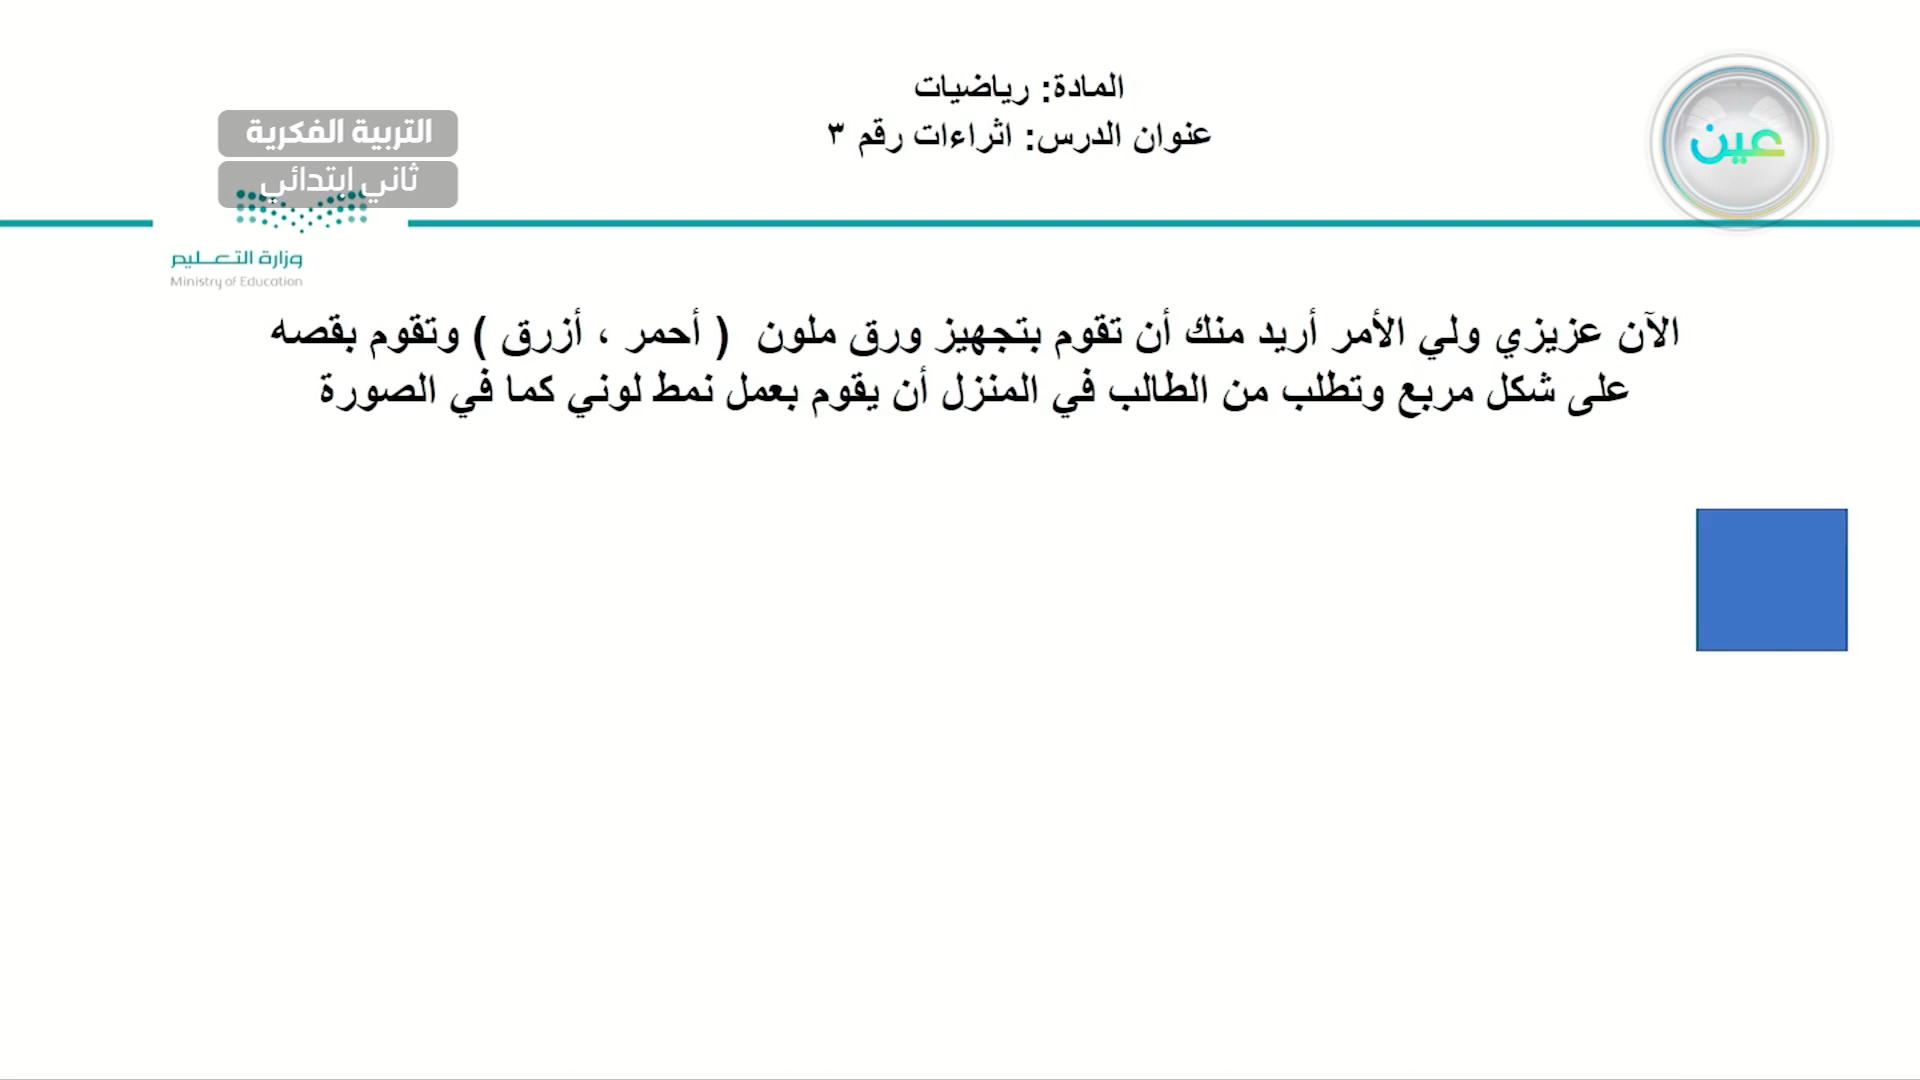 المادة: رياضيات
عنوان الدرس: اثراءات رقم ٣
عين
التربية الفكرية
ثاني ابتدائي
وزارة التعليم
Ministry of Education
الآن عزيزي ولي الأمر أريد منك أن تقوم بتجهيز ورق ملون ( أحمر ، أزرق ) وتقوم بقصه
على شكل مربع وتطلب من الطالب في المنزل أن يقوم بعمل نمط لوني كما في الصورة